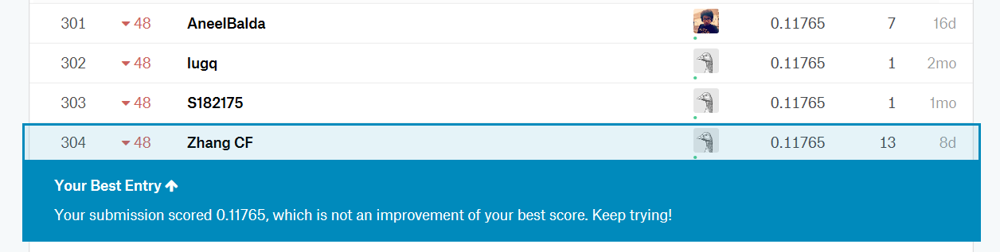 301 48 AneelBalda 0.11765 7 16d
302 48 lugq 0.11765 1 2mo
303 48 S182175 0.11765 1 1mo
304 48 Zhang CF 0.11765 13 8d
Your Best Entry
Your submission scored 0.11765, which is not an improvement of your best score. Keep trying!